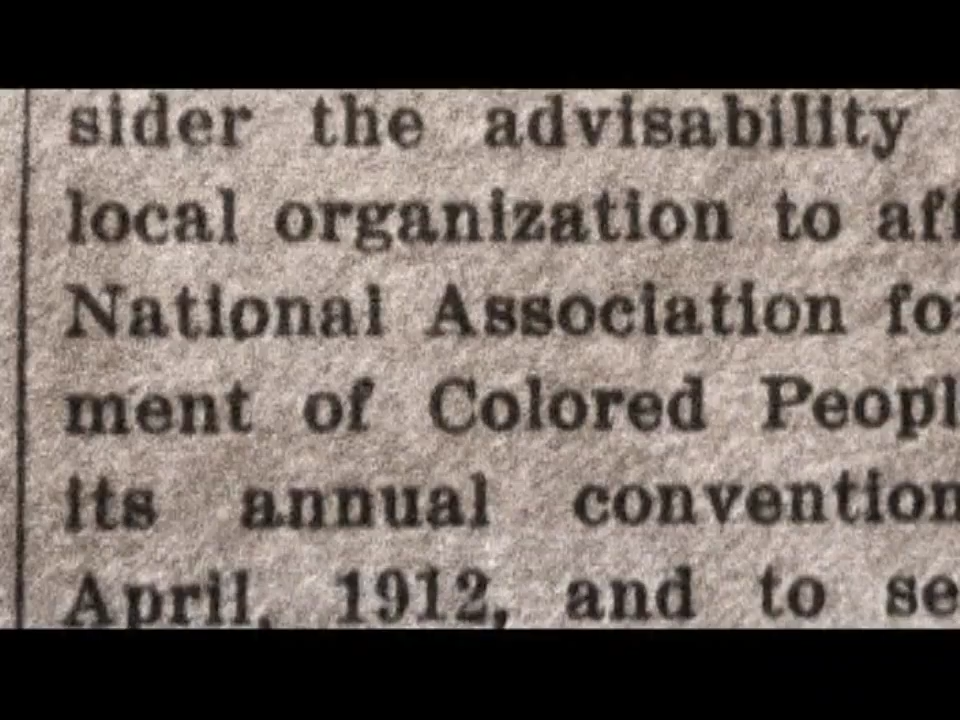 sider the advisability
local organization to aff
National Association for
ment of Colored Peopl
its annual convention
April, 1912, and to se